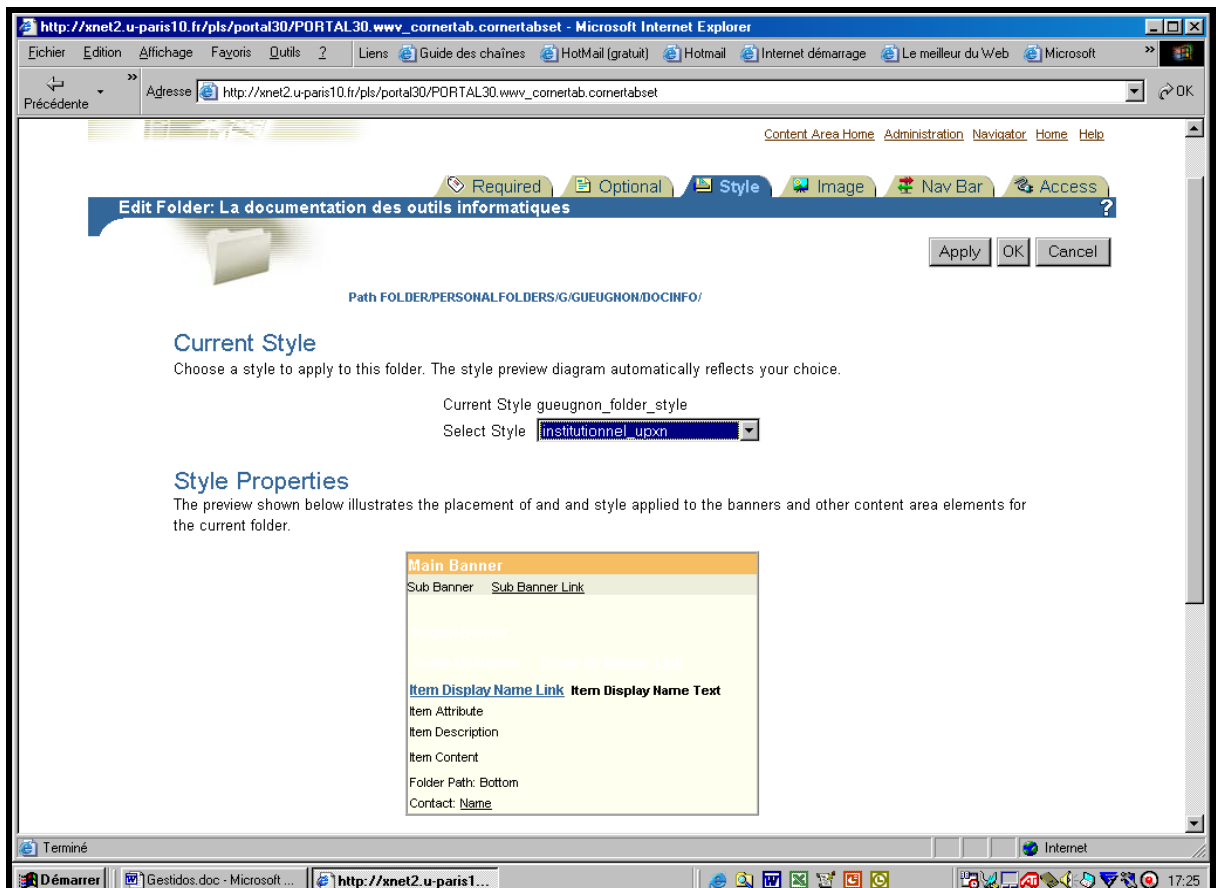 http://xnet2.u-paris10.fr/pls/portal30/PORTAL30.wwv_cornertab.cornertabset - Microsoft Internet Explorer
Fichier Edition Affichage Favoris Outils ? Liens Guide des chaînes HotMail (gratuit) Hotmail Internet démarrage Le meilleur du Web Microsoft »
Précédente » Adresse http://xnet2.u-paris10.fr/pls/portal30/PORTAL30.wwv_cornertab.cornertabset OK
Content Area Home Administration Navigator Home Help
Required Optional Style Image Nav Bar Access
Edit Folder: La documentation des outils informatiques ?
Apply OK Cancel
Path FOLDER/PERSONALFOLDERS/G/GUEUGNON/DOCINFO/
Current Style
Choose a style to apply to this folder. The style preview diagram automatically reflects your choice.
Current Style gueugnon_folder_style
Select Style institutionnel_upxn
Style Properties
The preview shown below illustrates the placement of and and style applied to the banners and other content area elements for
the current folder.
Main Banner
Sub Banner Sub Banner Link
Item Display Name Link Item Display Name Text
Item Attribute
Item Description
Item Content
Folder Path: Bottom
Contact: Name
Terminé Internet
Démarrer Gestidos.doc - Microsoft ... http://xnet2.u-paris1... 17:25